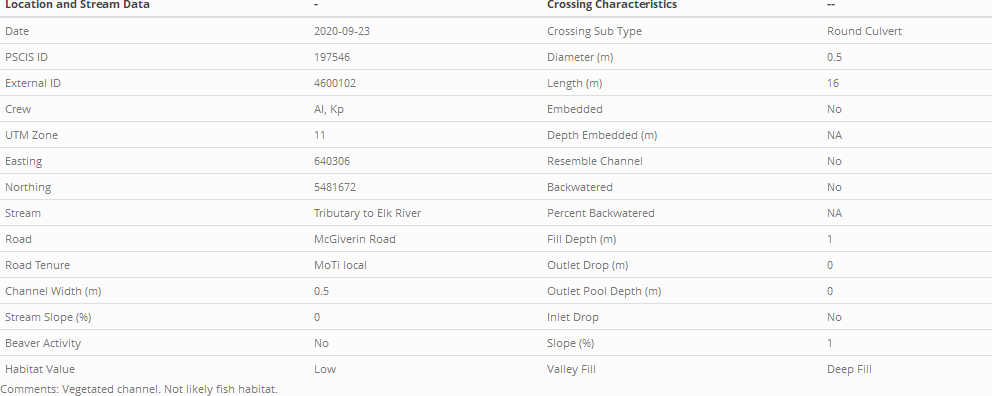 Location and Stream Data - Crossing Characteristics --
Date 2020-09-23 Crossing Sub Type Round Culvert
PSCIS ID 197546 Diameter (m) 0.5
External ID 4600102 Length (m) 16
Crew AI, Kp Embedded No
UTM Zone 11 Depth Embedded (m) NA
Easting 640306 Resemble Channel No
Northing 5481672 Backwatered No
Stream Tributary to Elk River Percent Backwatered NA
Road McGiverin Road Fill Depth (m) 1
Road Tenure MoTi local Outlet Drop (m) 0
Channel Width (m) 0.5 Outlet Pool Depth (m) 0
Stream Slope (%) 0 Inlet Drop No
Beaver Activity No Slope (%) 1
Habitat Value Low Valley Fill Deep Fill
Comments: Vegetated channel. Not likely fish habitat.